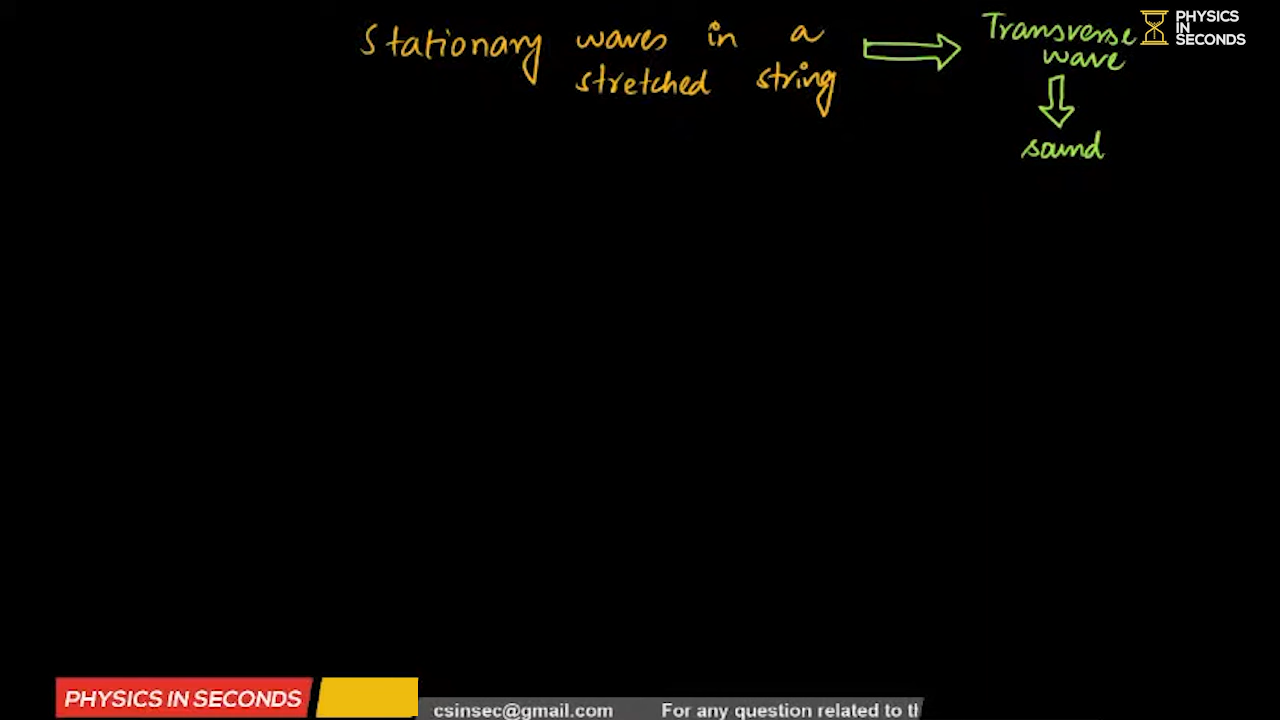 Stationary waves in a
stretched string
Transverse
wave
sound
PHYSICS
IN
SECONDS
PHYSICS IN SECONDS
csinsec@gmail.com For any question related to th